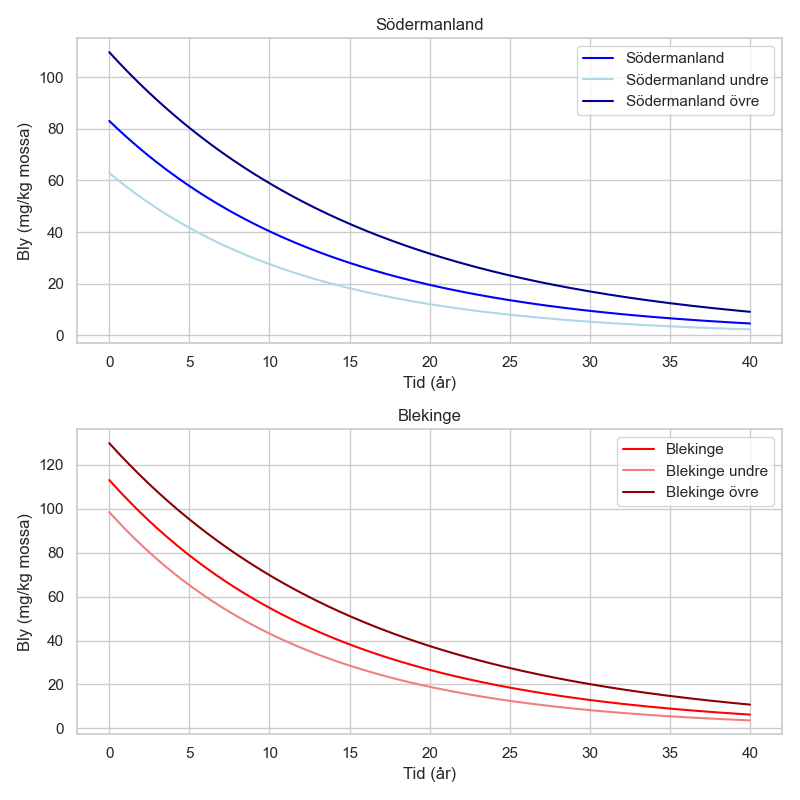 Södermanland
Södermanland
Södermanland undre
Södermanland övre
Bly (mg/kg mossa)
100
80
60
40
20
0
0 5 10 15 20 25 30 35 40
Tid (år)
Blekinge
Blekinge
Blekinge undre
Blekinge övre
Bly (mg/kg mossa)
120
100
80
60
40
20
0
0 5 10 15 20 25 30 35 40
Tid (år)